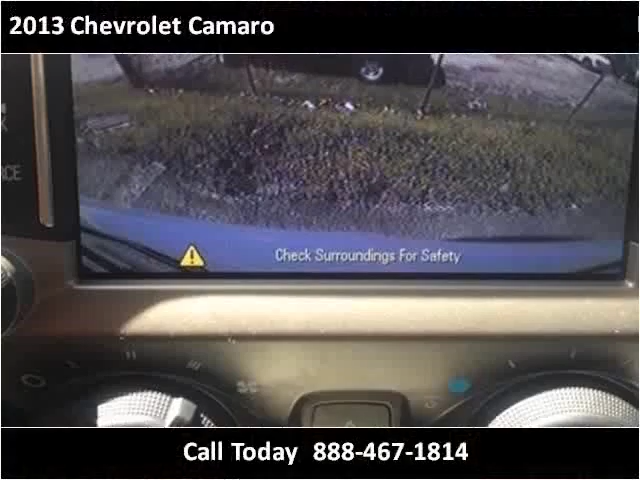 2013 Chevrolet Camaro
Check Surroundings For Safety
Call Today 888-467-1814